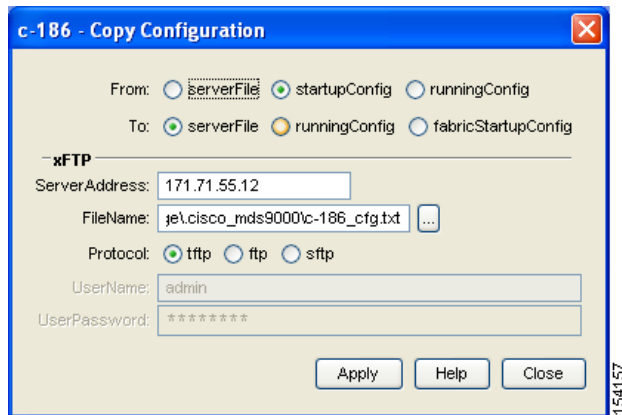 c-186 - Copy Configuration
From: serverFile startupConfig runningConfig
To: serverFile runningConfig fabricStartupConfig
xFTP
ServerAddress: 171.71.55.12
FileName: je\.cisco_mds9000\c-186_cfg.txt ...
Protocol: tftp ftp sftp
UserName: admin
UserPassword: ********
Apply Help Close
154157